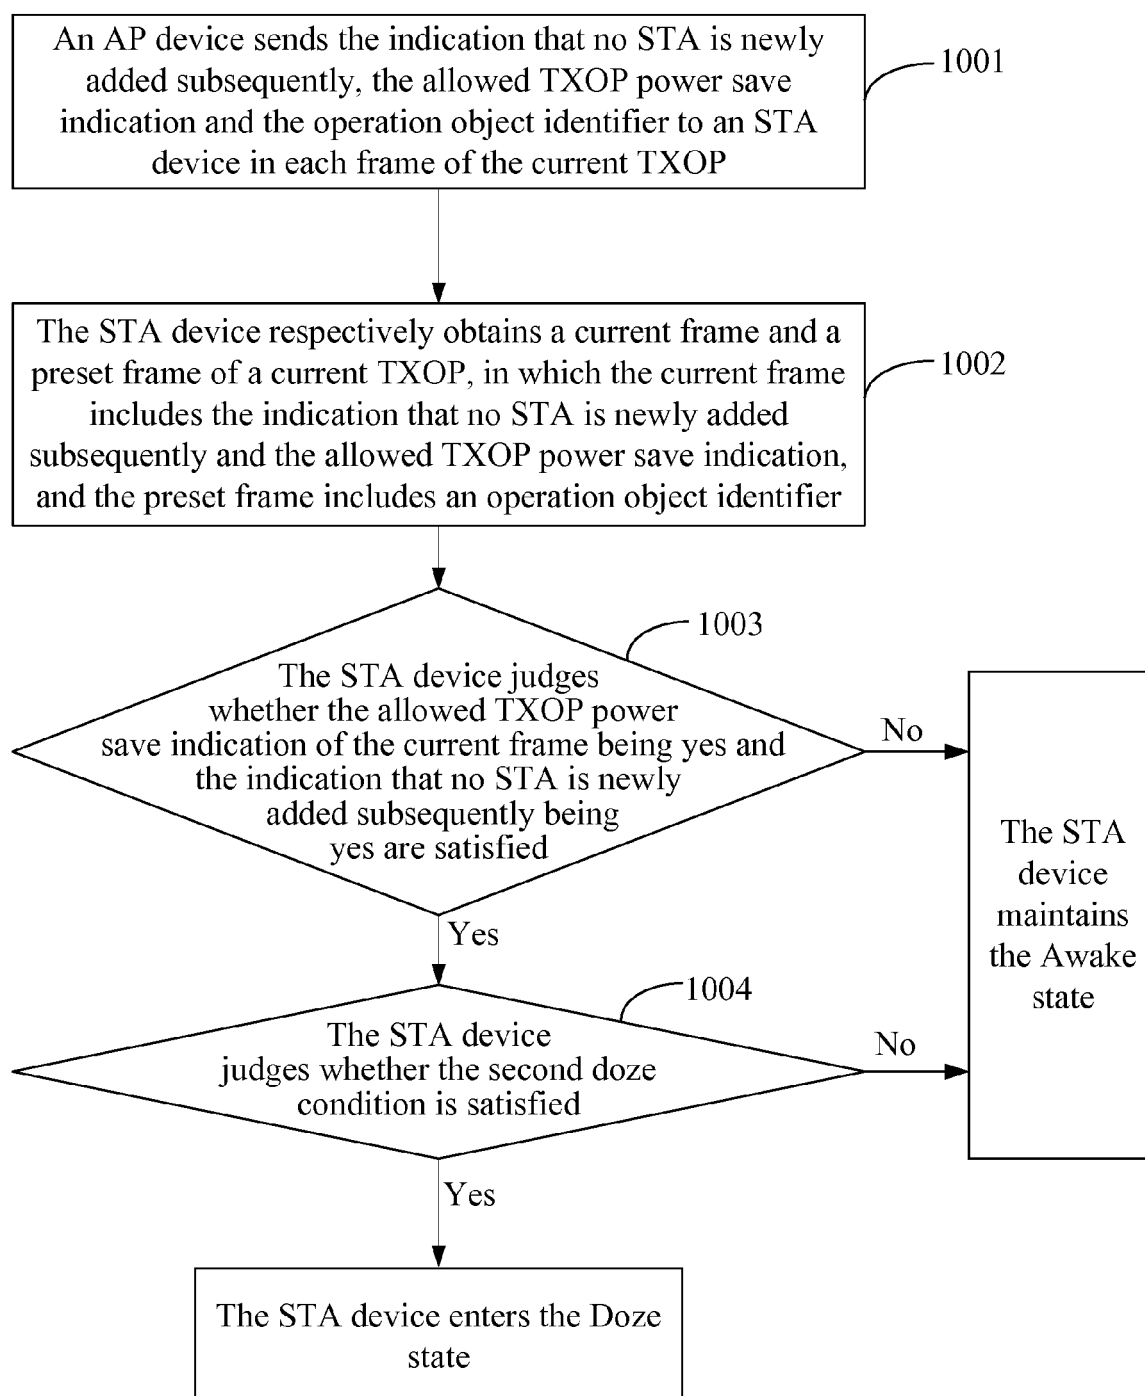 An AP device sends the indication that no STA is newly
added subsequently, the allowed TXOP power save
indication and the operation object identifier to an STA
device in each frame of the current TXOP
1001
The STA device respectively obtains a current frame and a
preset frame of a current TXOP, in which the current frame
includes the indication that no STA is newly added
subsequently and the allowed TXOP power save indication,
and the preset frame includes an operation object identifier
1002
1003
The STA device judges
whether the allowed TXOP power
save indication of the current frame being yes and
the indication that no STA is newly
added subsequently being
yes are satisfied
No
Yes
The STA
device
maintains
the Awake
state
1004
The STA device
judges whether the second doze
condition is satisfied
No
Yes
The STA device enters the Doze
state